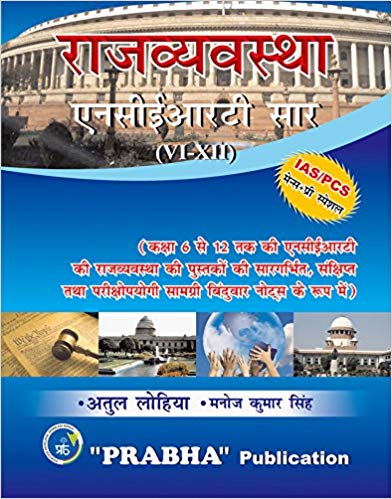 राजव्यवस्था
एनसीईआरटी सार
(VI-XII)
IAS/PCS
मेन्स-प्री स्पेशल
(कक्षा 6 से 12 तक की एनसीईआरटी
की राजव्यवस्था की पुस्तकों की सारगर्भित, संक्षिप्त
तथा परीक्षोपयोगी सामग्री बिंदुवार नोट्स के रूप में)
• अतुल लोहिया • मनोज कुमार सिंह
"PRABHA" Publication